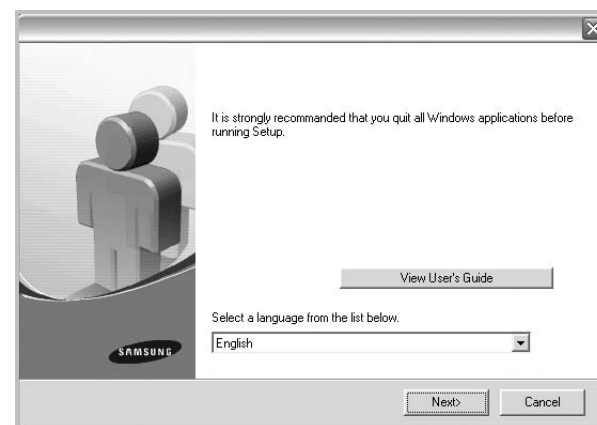 It is strongly recommanded that you quit all Windows applications before
running Setup.
View User's Guide
Select a language from the list below.
English
SAMSUNG
Next>
Cancel